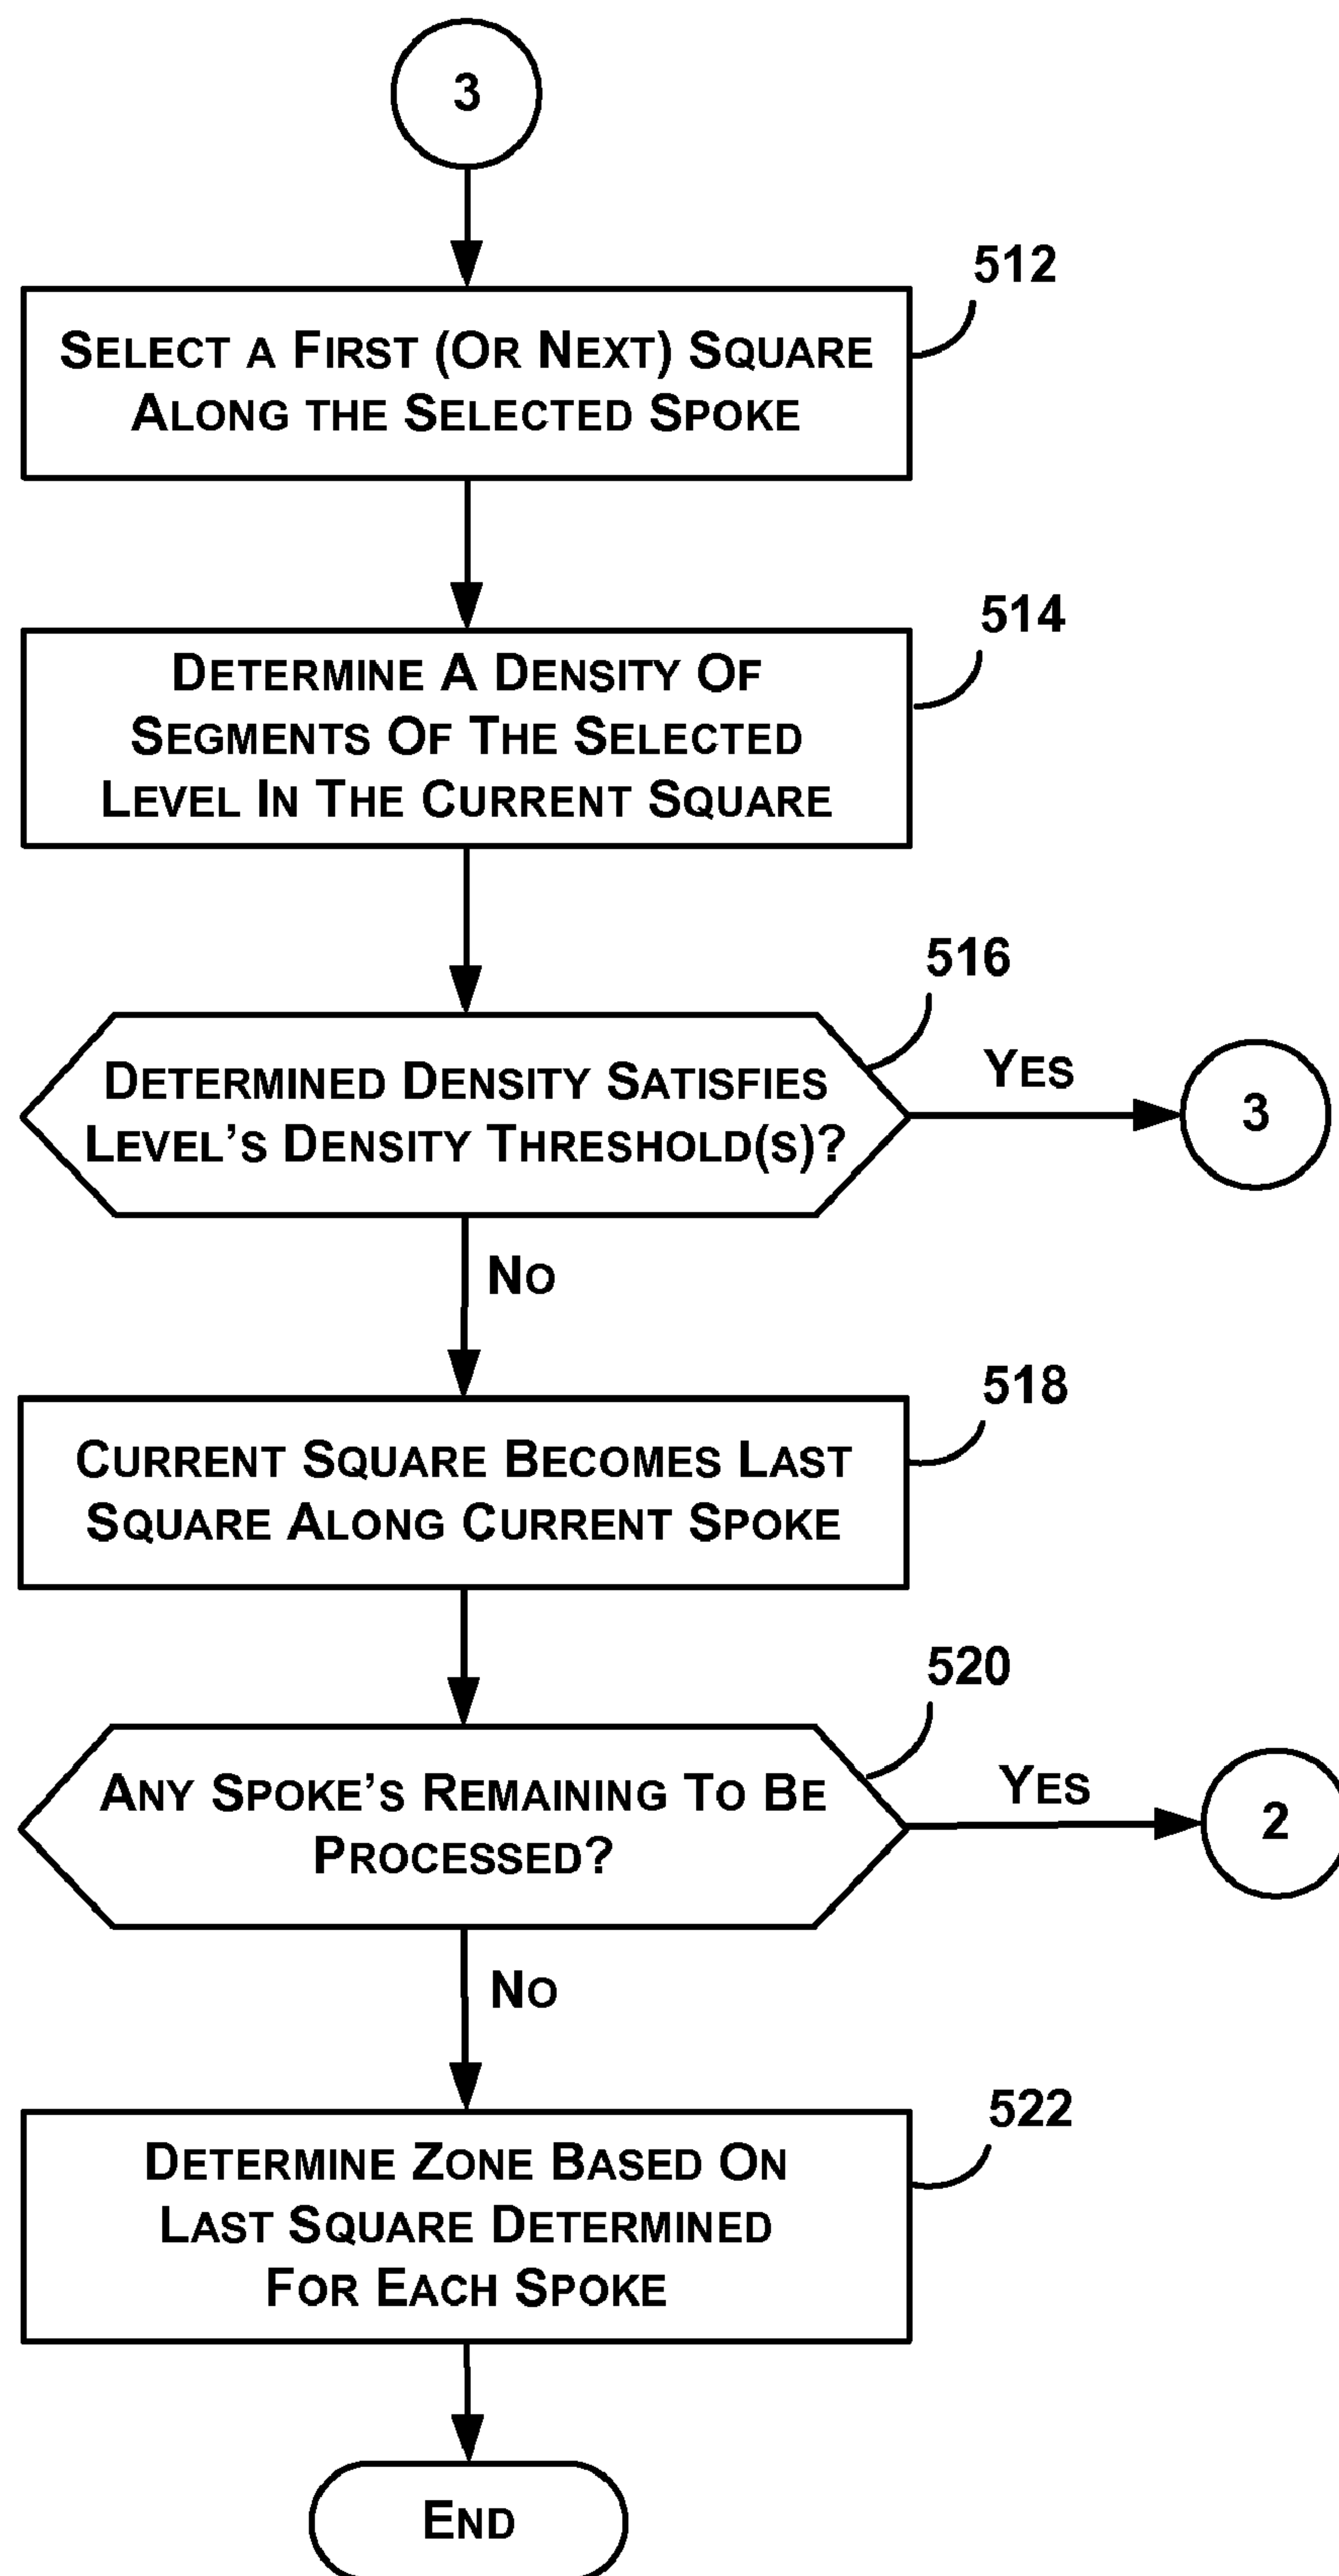 3
512
SELECT A FIRST (OR NEXT) SQUARE
ALONG THE SELECTED SPOKE
514
DETERMINE A DENSITY OF
SEGMENTS OF THE SELECTED
LEVEL IN THE CURRENT SQUARE
516
DETERMINED DENSITY SATISFIES
LEVEL'S DENSITY THRESHOLD(S)?
YES
3
NO
518
CURRENT SQUARE BECOMES LAST
SQUARE ALONG CURRENT SPOKE
520
ANY SPOKE'S REMAINING TO BE
PROCESSED?
YES
2
NO
522
DETERMINE ZONE BASED ON
LAST SQUARE DETERMINED
FOR EACH SPOKE
END